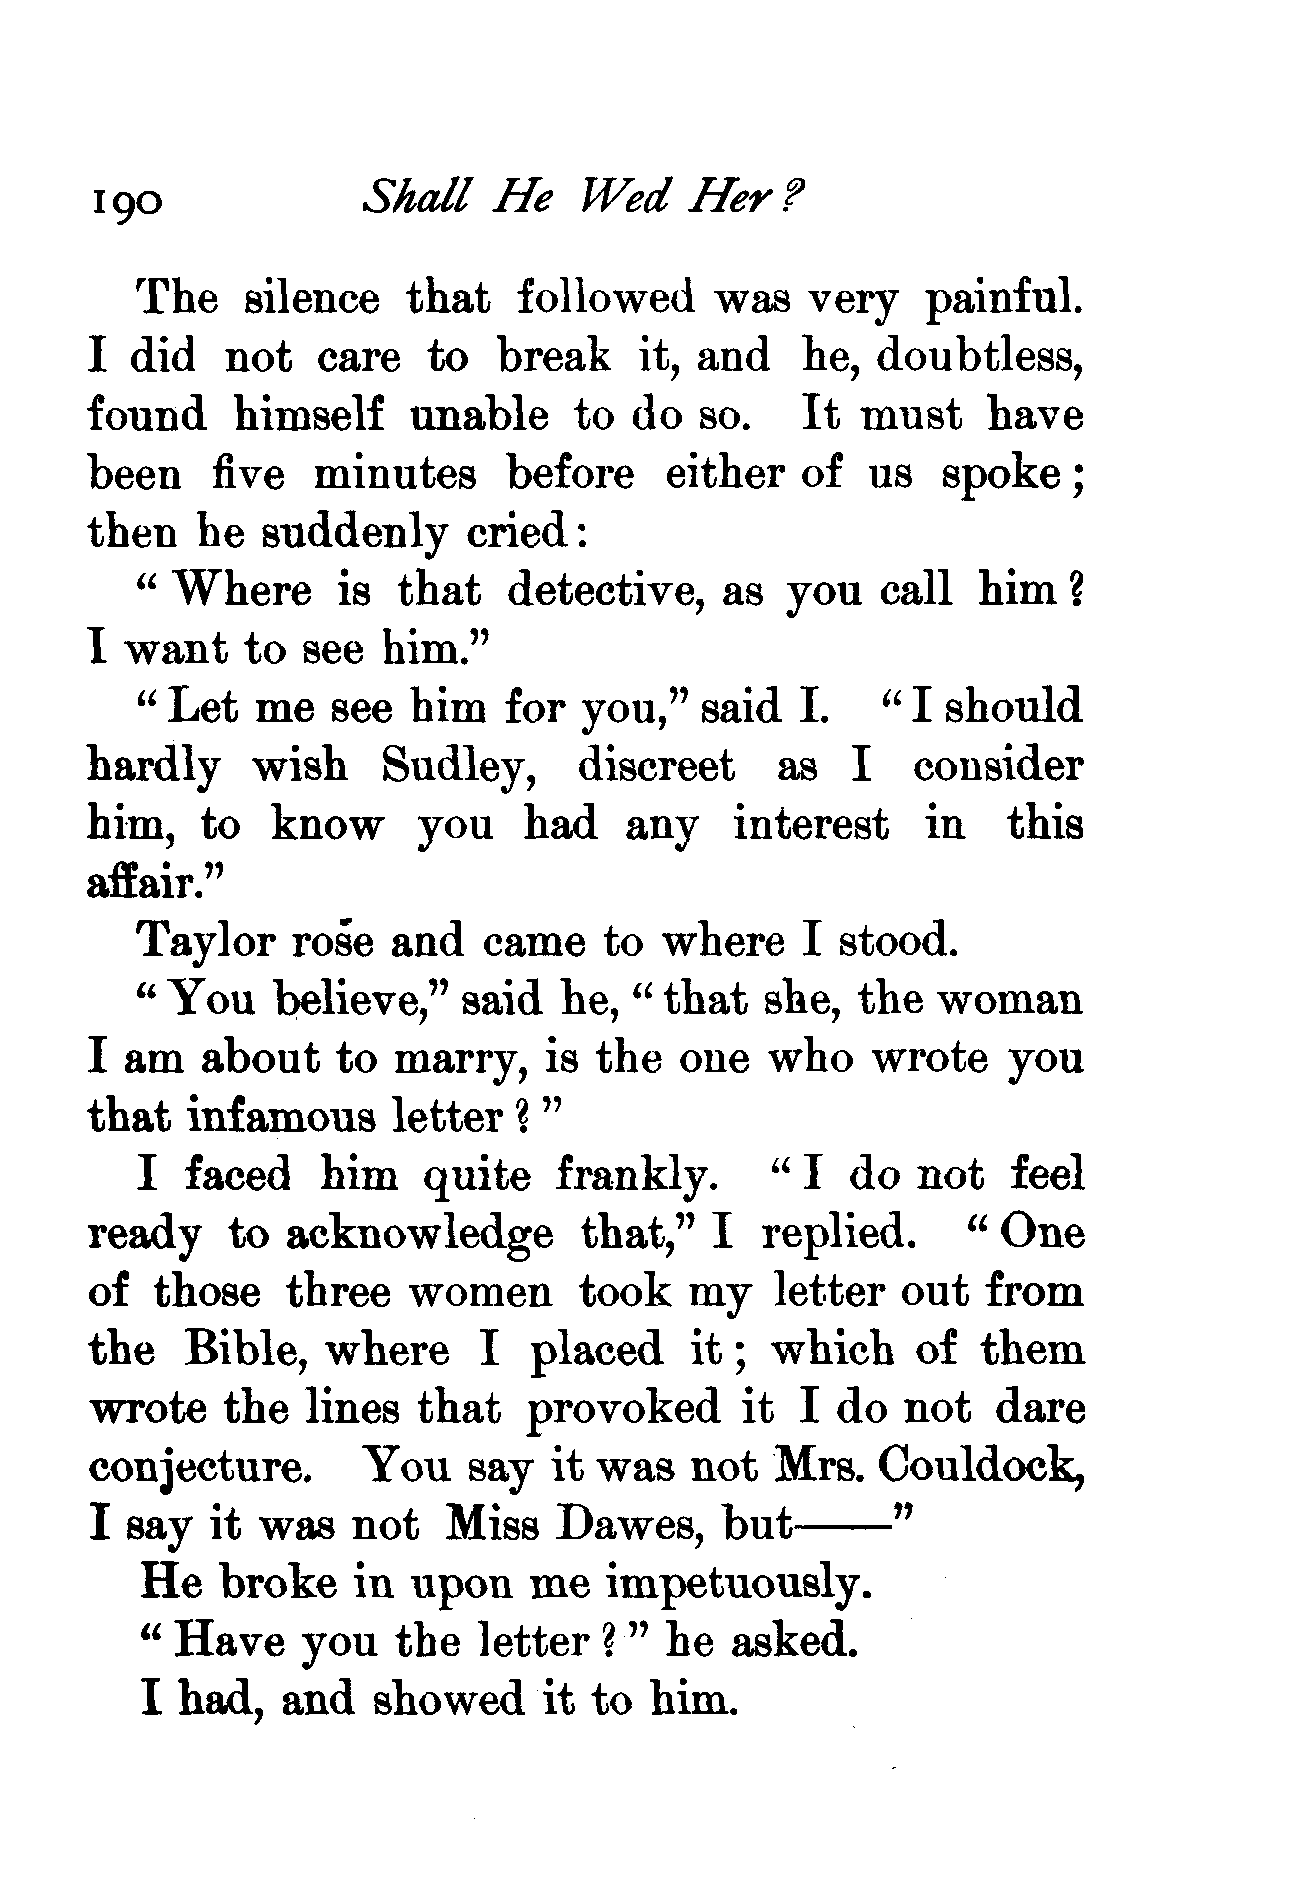 190 Shall He Wed Her?
The silence that followed was very painful.
I did not care to break it, and he, doubtless,
found himself unable to do so. It must have
been five minutes before either of us spoke;
then he suddenly cried:
“Where is that detective, as you call him?
I want to see him.”
“Let me see him for you,” said I. “I should
hardly wish Sudley, discreet as I consider
him, to know you had any interest in this
affair.”
Taylor rose and came to where I stood.
“You believe,” said he, “that she, the woman
I am about to marry, is the one who wrote you
that infamous letter?”
I faced him quite frankly. “I do not feel
ready to acknowledge that,” I replied. “One
of those three women took my letter out from
the Bible, where I placed it; which of them
wrote the lines that provoked it I do not dare
conjecture. You say it was not Mrs. Couldock,
I say it was not Miss Dawes, but——”
He broke in upon me impetuously.
“Have you the letter?” he asked.
I had, and showed it to him.